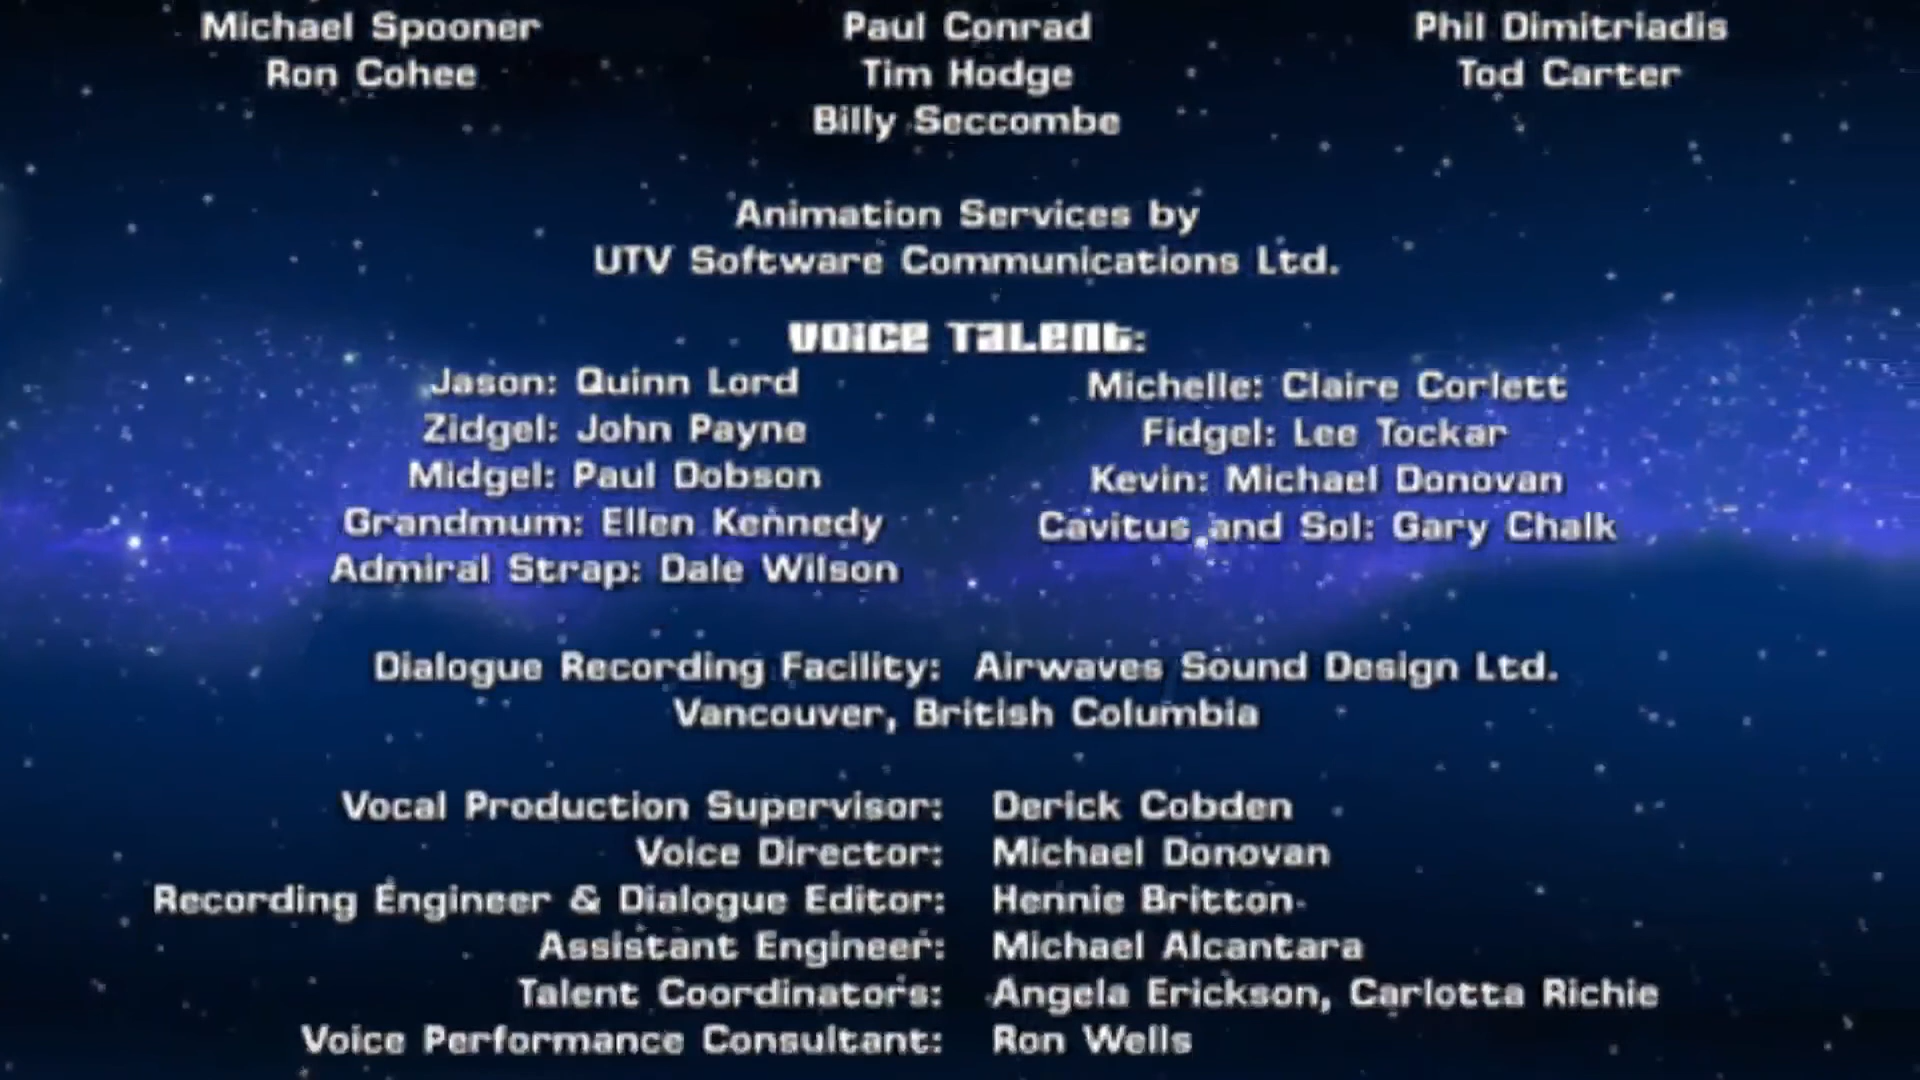 Michael Spooner Paul Conrad Phil Dimitriadis
Ron Cohee Tim Hodge Tod Carter
Billy Seccombe
Animation Services by
UTV Software Communications Ltd.
Voice Talent:
Jason: Quinn Lord Michelle: Claire Corlett
Zidgel: John Payne Fidgel: Lee Tockar
Midgel: Paul Dobson Kevin: Michael Donovan
Grandmum: Ellen Kennedy Cavitus and Sol: Gary Chalk
Admiral Strap: Dale Wilson
Dialogue Recording Facility: Airwaves Sound Design Ltd.
Vancouver, British Columbia
Vocal Production Supervisor: Derick Cobden
Voice Director: Michael Donovan
Recording Engineer & Dialogue Editor: Hennie Britton
Assistant Engineer: Michael Alcantara
Talent Coordinators: Angela Erickson, Carlotta Richie
Voice Performance Consultant: Ron Wells